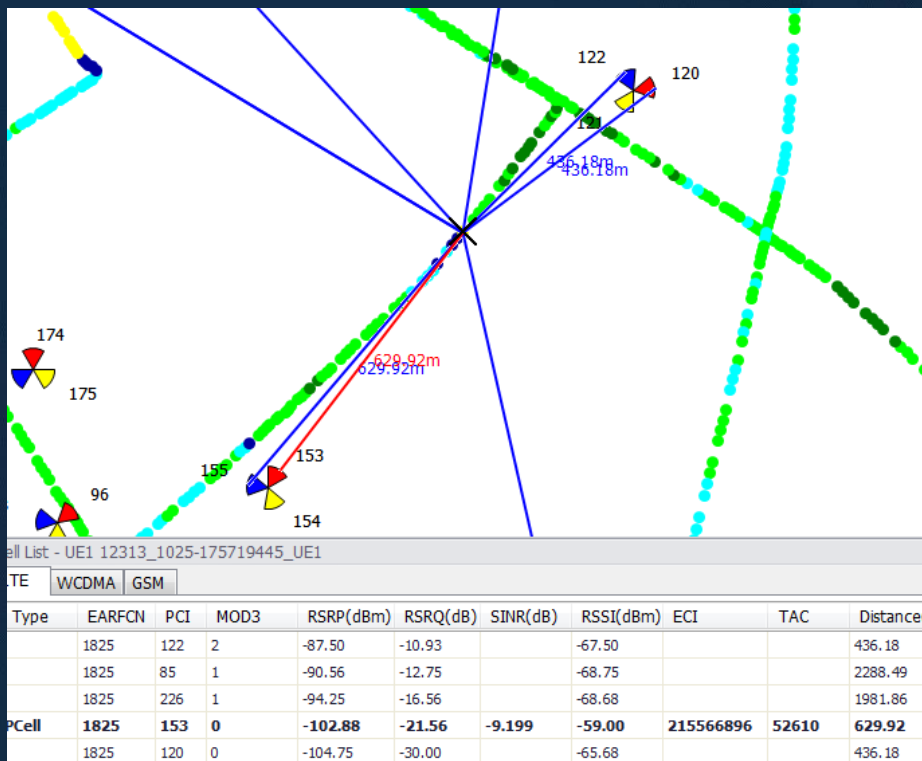 122
120
121
436.18m
436.18m
174
629.92m
629.92m
175
153
155
96
154
ell List - UE1 12313_1025-175719445_UE1
TE WCDMA GSM
Type EARFCN PCI MOD3 RSRP(dBm) RSRQ(dB) SINR(dB) RSSI(dBm) ECI TAC Distance
1825 122 2 -87.50 -10.93 -67.50 436.18
1825 85 1 -90.56 -12.75 -68.75 2288.49
1825 226 1 -94.25 -16.56 -68.68 1981.86
PCell 1825 153 0 -102.88 -21.56 -9.199 -59.00 215566896 52610 629.92
1825 120 0 -104.75 -30.00 -65.68 436.18